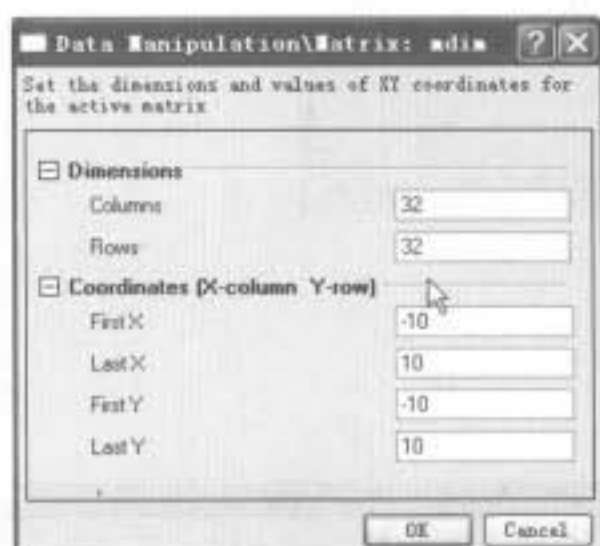 Data Manipulation\Matrix: mdim
Set the dimensions and values of XY coordinates for
the active matrix
Dimensions
Columns 32
Rows 32
Coordinates (X-column Y-row)
First X -10
Last X 10
First Y -10
Last Y 10
OK Cancel